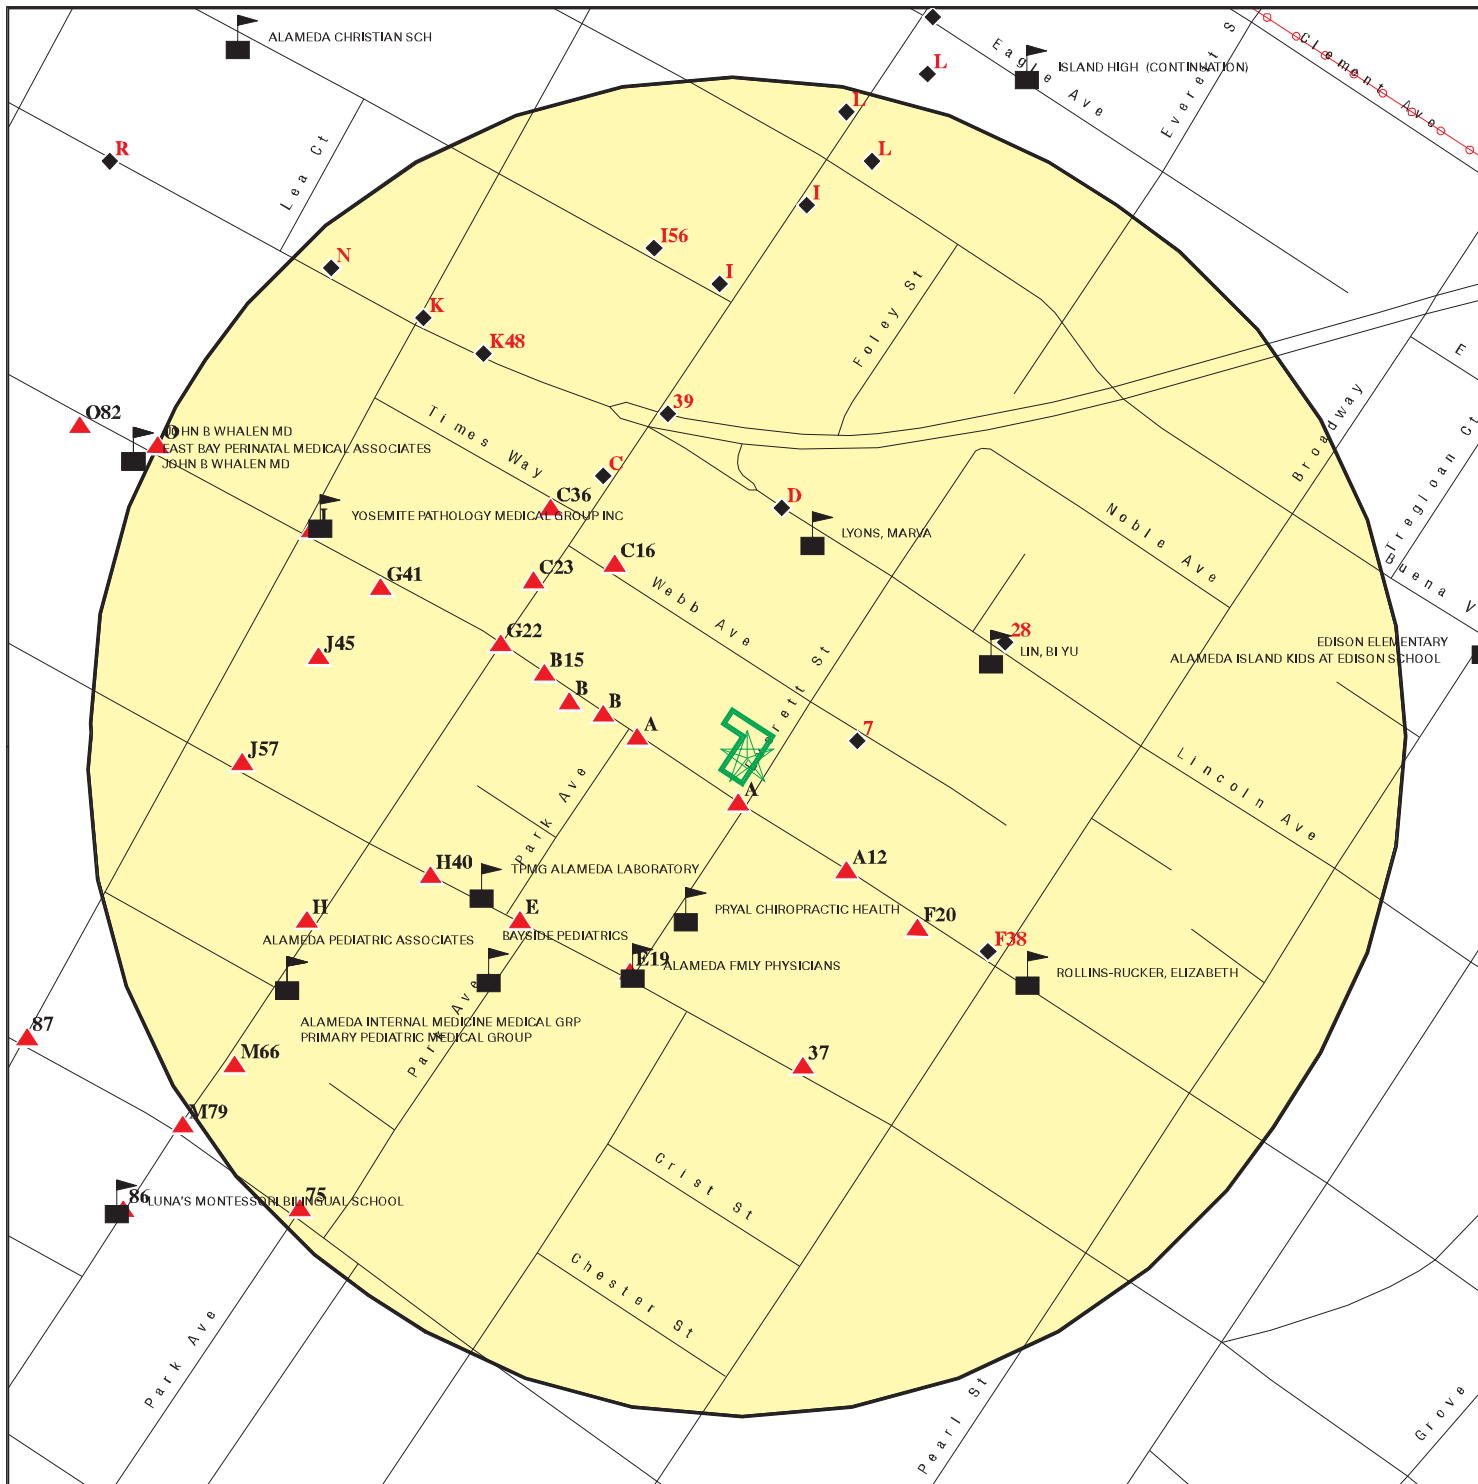 ALAMEDA CHRISTIAN SCH
Eagle Ave
ISLAND HIGH (CONTINUATION)
Everet S
Clement Ave
L
L
L
R
Lea Ct
I
I56
I
N
K
K48
Foley St
39
Times Way
O82
O
JOHN B WHALEN MD
EAST BAY PERINATAL MEDICAL ASSOCIATES
JOHN B WHALEN MD
C
C36
D
Broadway
E
Tregloan Ct
Buena V
Noble Ave
YOSEMITE PATHOLOGY MEDICAL GROUP INC
LYONS, MARVA
G41
C23
C16
Webb Ave
J45
G22
B15
B
B
A
28
LIN, BI YU
EDISON ELEMENTARY
ALAMEDA ISLAND KIDS AT EDISON SCHOOL
7
J57
A
Lincoln Ave
Park Ave
A12
H40
TPMG ALAMEDA LABORATORY
H
E
PRYAL CHIROPRACTIC HEALTH
F20
F38
ALAMEDA PEDIATRIC ASSOCIATES
BAYSIDE PEDIATRICS
E19
ALAMEDA FMLY PHYSICIANS
ROLLINS-RUCKER, ELIZABETH
87
ALAMEDA INTERNAL MEDICINE MEDICAL GRP
PRIMARY PEDIATRIC MEDICAL GROUP
Park Ave
M66
37
M79
86
LUNA'S MONTESSORI BILINGUAL SCHOOL
75
Crist St
Chester St
Park Ave
Pearl St
Grove